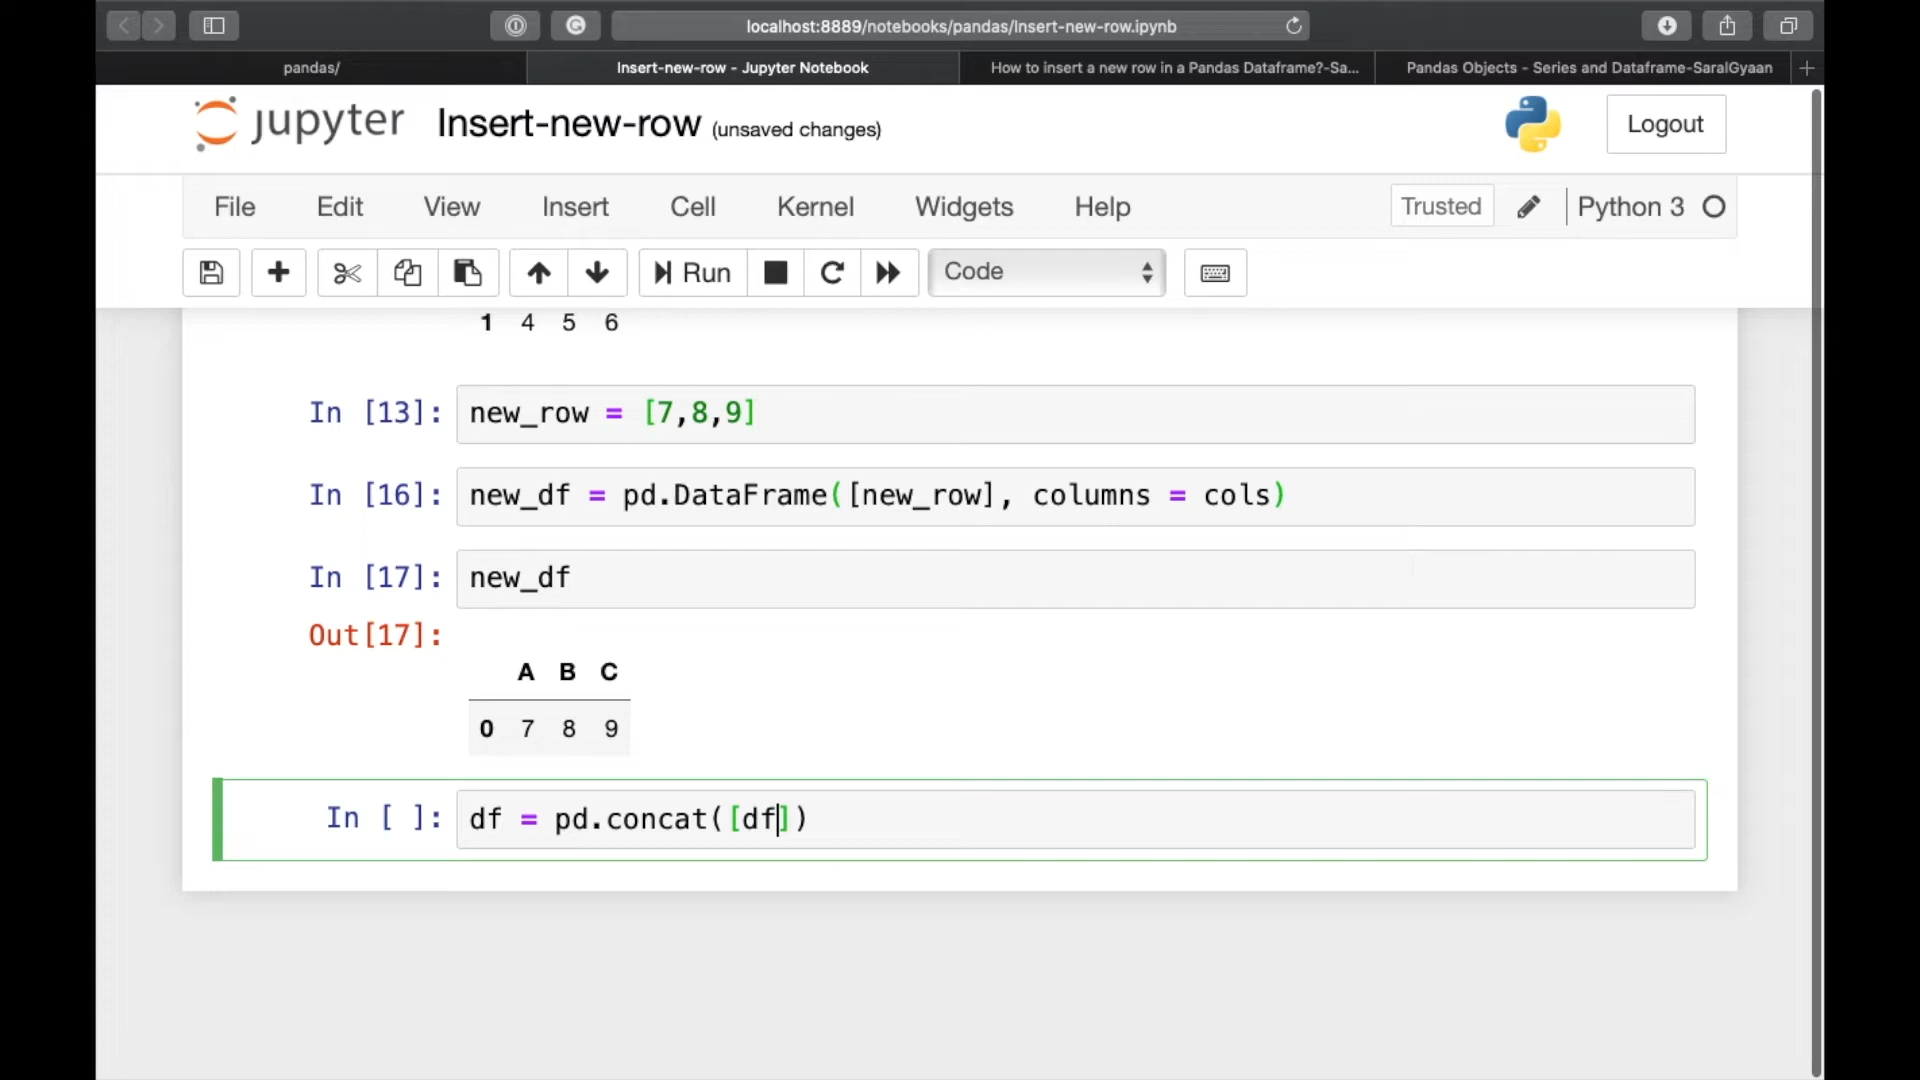 localhost:8889/notebooks/pandas/Insert-new-row.ipynb
pandas/
Insert-new-row - Jupyter Notebook
How to insert a new row in a Pandas Dataframe?-Sa...
Pandas Objects - Series and Dataframe-SaralGyaan
jupyter Insert-new-row (unsaved changes)
Logout
File Edit View Insert Cell Kernel Widgets Help
Trusted
Python 3
Run
Code
1 4 5 6
In [13]: new_row = [7,8,9]
In [16]: new_df = pd.DataFrame([new_row], columns = cols)
In [17]: new_df
Out[17]:
A B C
0 7 8 9
In [ ]: df = pd.concat([df])